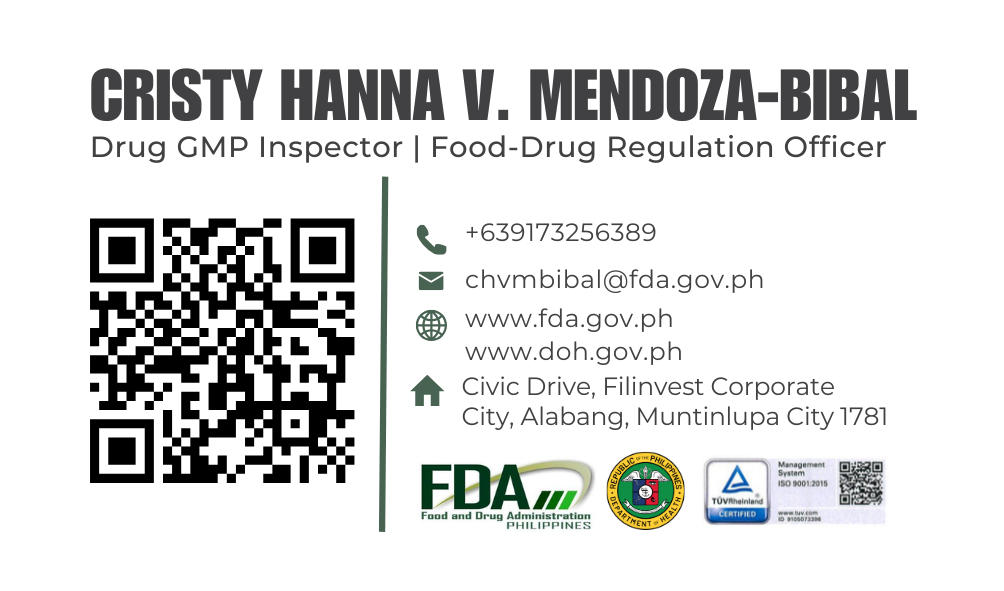 CRISTY HANNA V. MENDOZA-BIBAL
Drug GMP Inspector | Food-Drug Regulation Officer
+639173256389
chvmbibal@fda.gov.ph
www.fda.gov.ph
www.doh.gov.ph
Civic Drive, Filinvest Corporate
City, Alabang, Muntinlupa City 1781
FDA
Food and Drug Administration
PHILIPPINES
REPUBLIC OF THE PHILIPPINES
DEPARTMENT OF HEALTH
TÜVRheinland
CERTIFIED
Management
System
ISO 9001:2015
www.tuv.com
ID 9105073396